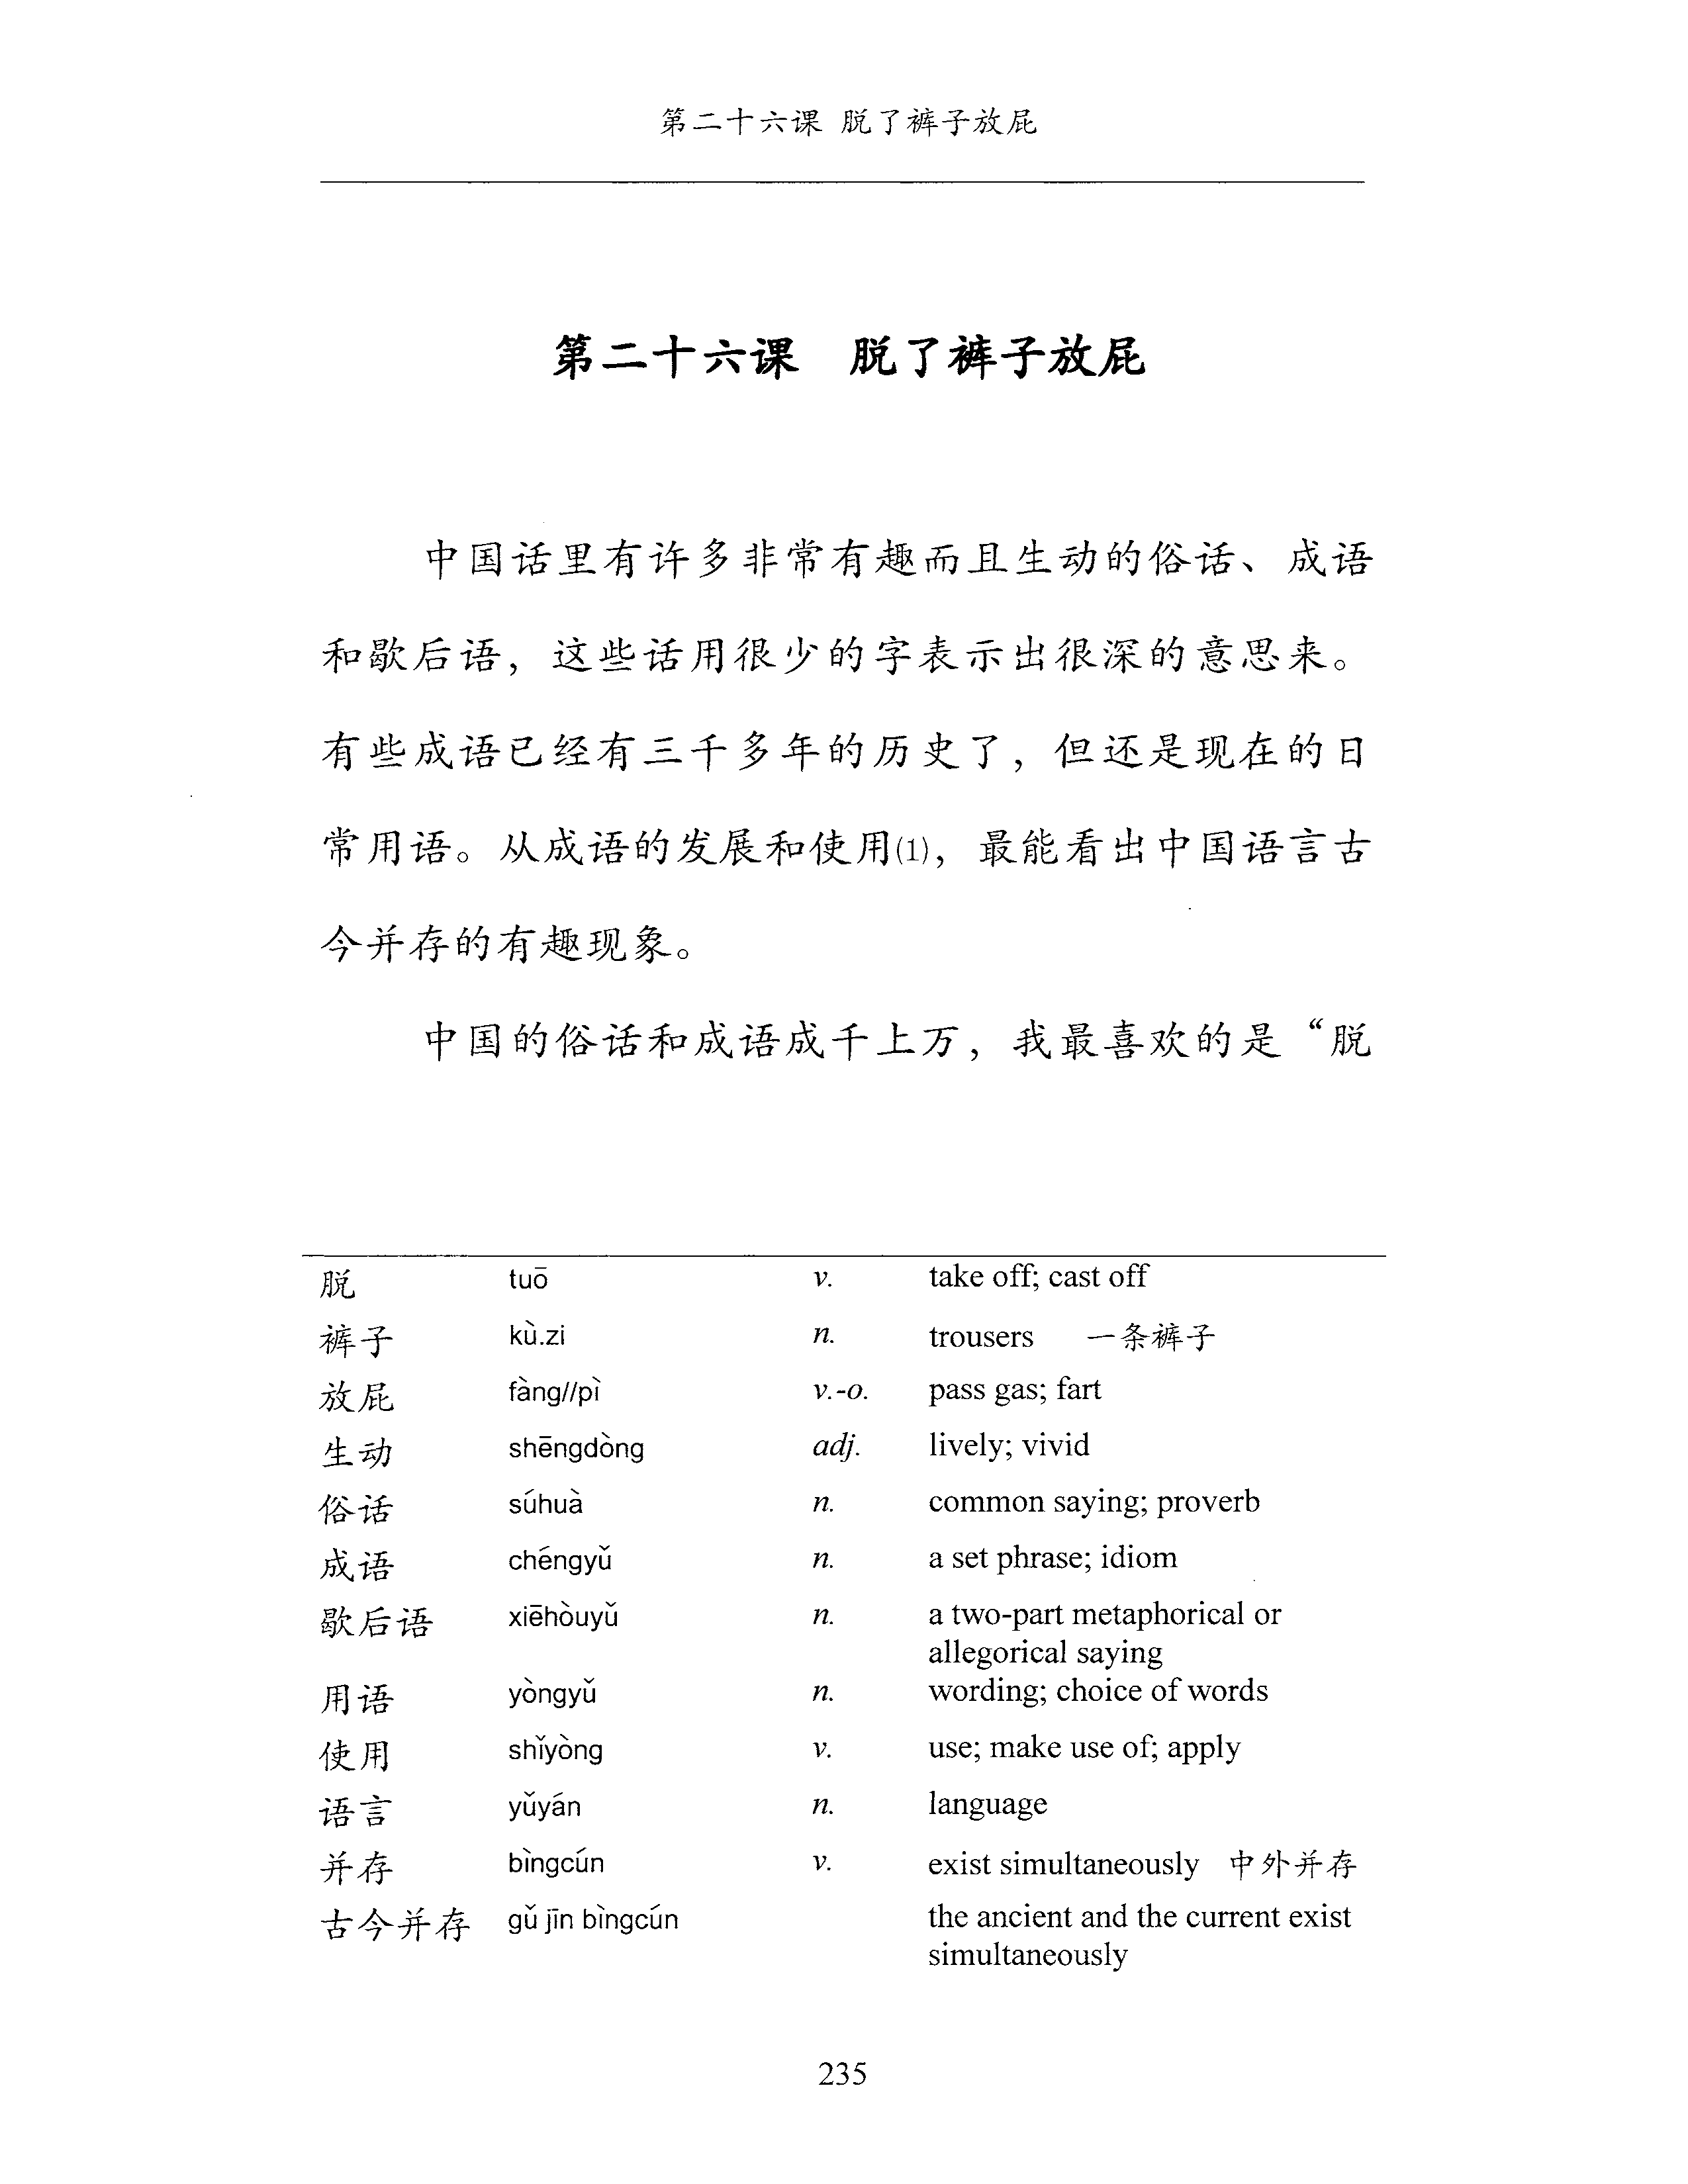 第二十六课 脱了裤子放屁
第二十六课 脱了裤子放屁
中国话里有许多非常有趣而且生动的俗话、成语
和歇后语，这些话用很少的字表示出很深的意思来。
有些成语已经有三千多年的历史了，但还是现在的日
常用语。从成语的发展和使用(1)，最能看出中国语言古
今并存的有趣现象。
中国的俗话和成语成千上万，我最喜欢的是“脱
脱 tuō v. take off; cast off
裤子 kù.zi n. trousers 一条裤子
放屁 fàng//pì v.-o. pass gas; fart
生动 shēngdòng adj. lively; vivid
俗话 súhuà n. common saying; proverb
成语 chéngyǔ n. a set phrase; idiom
歇后语 xiēhòuyǔ n. a two-part metaphorical or
allegorical saying
用语 yòngyǔ n. wording; choice of words
使用 shǐyòng v. use; make use of; apply
语言 yǔyán n. language
并存 bìngcún v. exist simultaneously 中外并存
古今并存 gǔ jīn bìngcún the ancient and the current exist
simultaneously
235